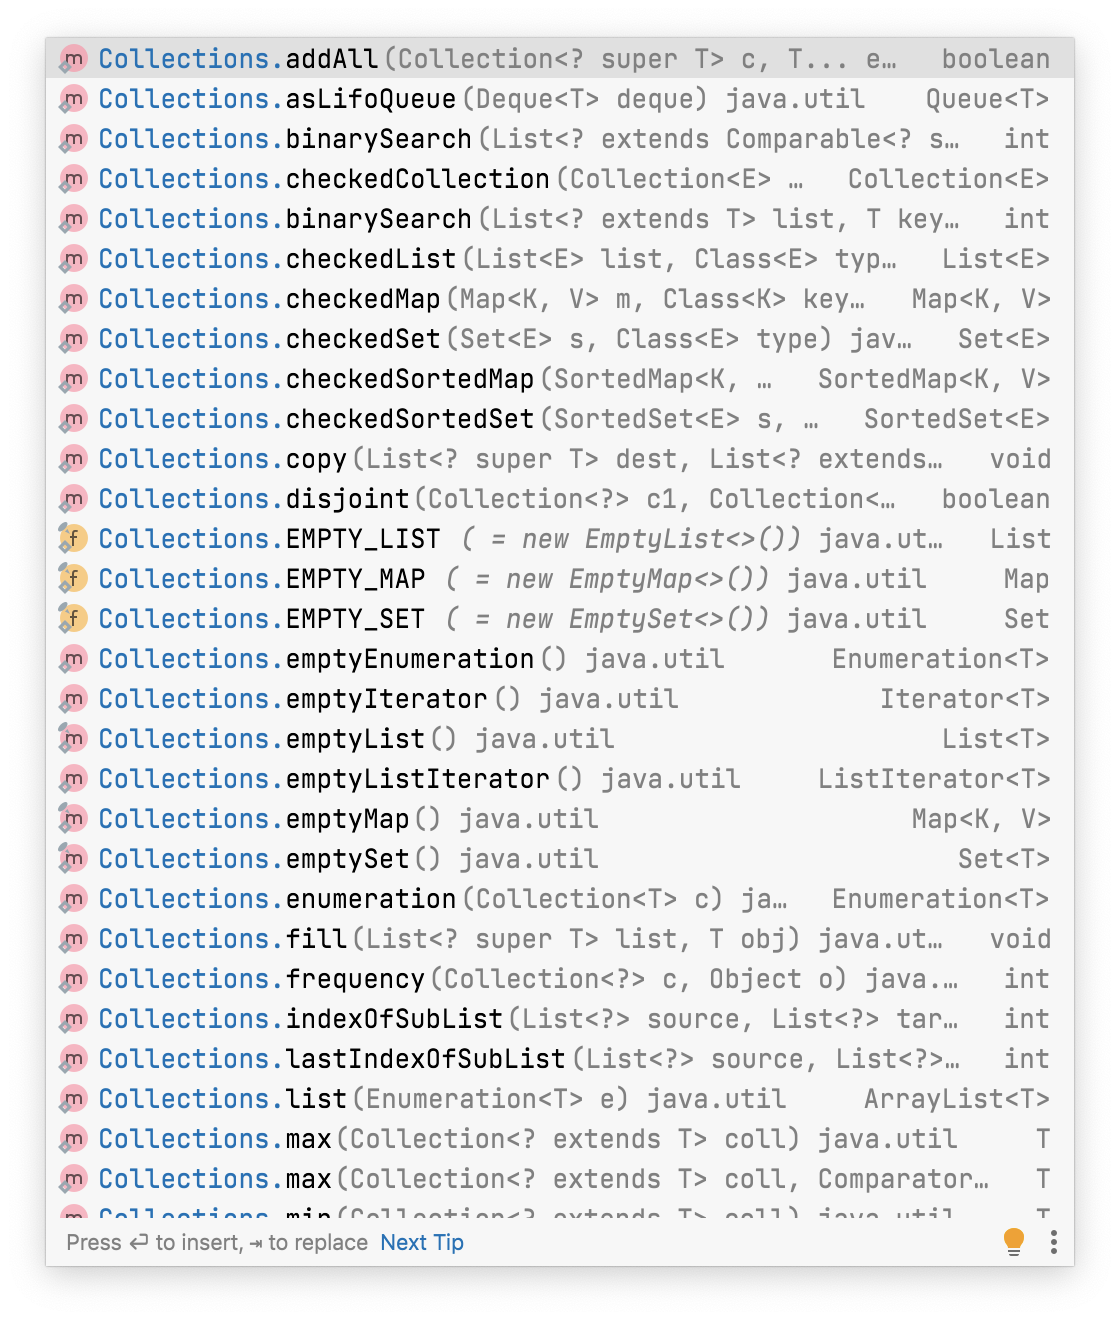 Collections.addAll(Collection<? super T> c, T... e… boolean
Collections.asLifoQueue(Deque<T> deque) java.util Queue<T>
Collections.binarySearch(List<? extends Comparable<? s… int
Collections.checkedCollection(Collection<E> … Collection<E>
Collections.binarySearch(List<? extends T> list, T key… int
Collections.checkedList(List<E> list, Class<E> typ… List<E>
Collections.checkedMap(Map<K, V> m, Class<K> key… Map<K, V>
Collections.checkedSet(Set<E> s, Class<E> type) jav… Set<E>
Collections.checkedSortedMap(SortedMap<K, … SortedMap<K, V>
Collections.checkedSortedSet(SortedSet<E> s, … SortedSet<E>
Collections.copy(List<? super T> dest, List<? extends… void
Collections.disjoint(Collection<?> c1, Collection<… boolean
Collections.EMPTY_LIST ( = new EmptyList<>()) java.ut… List
Collections.EMPTY_MAP ( = new EmptyMap<>()) java.util Map
Collections.EMPTY_SET ( = new EmptySet<>()) java.util Set
Collections.emptyEnumeration() java.util Enumeration<T>
Collections.emptyIterator() java.util Iterator<T>
Collections.emptyList() java.util List<T>
Collections.emptyListIterator() java.util ListIterator<T>
Collections.emptyMap() java.util Map<K, V>
Collections.emptySet() java.util Set<T>
Collections.enumeration(Collection<T> c) ja… Enumeration<T>
Collections.fill(List<? super T> list, T obj) java.ut… void
Collections.frequency(Collection<?> c, Object o) java.… int
Collections.indexOfSubList(List<?> source, List<?> tar… int
Collections.lastIndexOfSubList(List<?> source, List<?>… int
Collections.list(Enumeration<T> e) java.util ArrayList<T>
Collections.max(Collection<? extends T> coll) java.util T
Collections.max(Collection<? extends T> coll, Comparator… T
Collections.min(Collection<? extends T> coll) java.util T
Press ↩ to insert, ⇥ to replace Next Tip